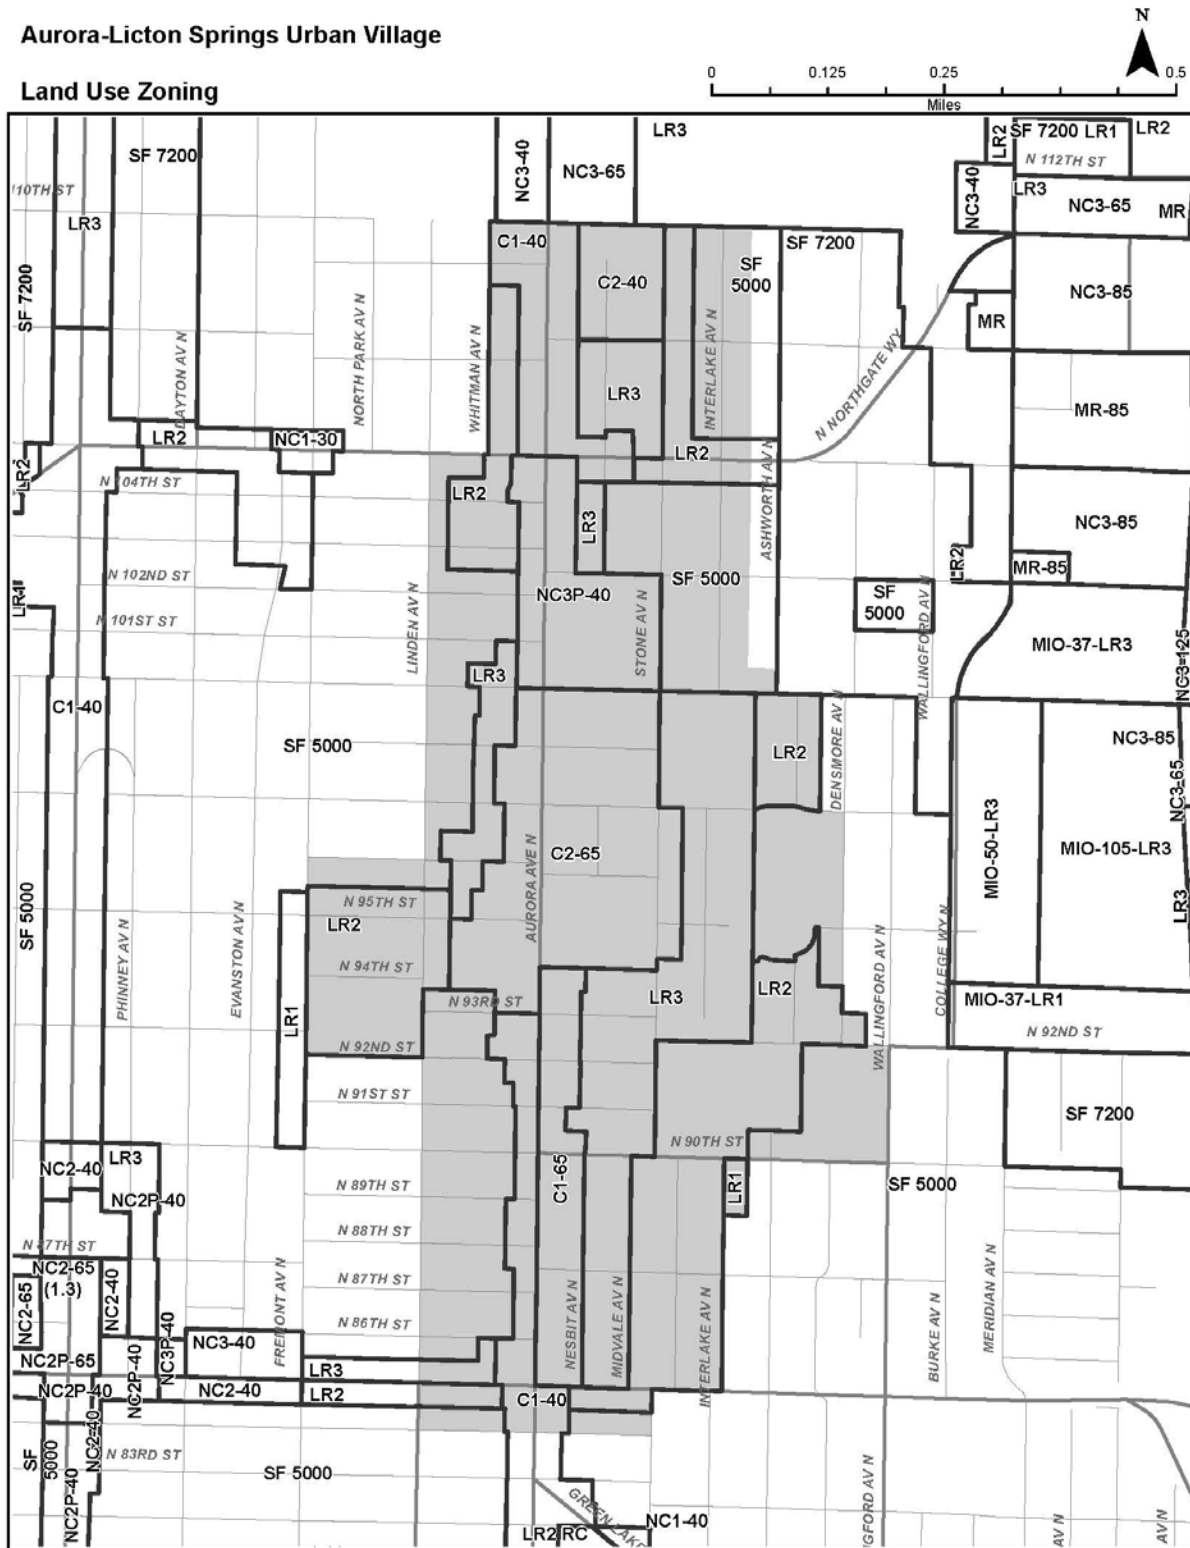 Aurora-Licton Springs Urban Village
Land Use Zoning
N
0 0.125 0.25 0.5
Miles
LR3
SF 7200
NC3-40
NC3-65
LR2
SF 7200
LR1
LR2
N 112TH ST
LR3
NC3-40
NC3-65
MR
LR3
C1-40
SF 7200
SF 5000
C2-40
SF 7200
NC3-85
MR
DAYTON AV N
NORTH PARK AV N
WHITMAN AV N
INTERLAKE AV N
N NORTHGATE WY
LR3
MR-85
LR2
NC1-30
LR2
ASHWORTH AV N
LR2
N 104TH ST
LR2
LR3
NC3-85
N 102ND ST
SF 5000
LR2
MR-85
NC3P-40
SF 5000
N 101ST ST
LINDEN AV N
STONE AV N
WALLINGFORD AV N
MIO-37-LR3
NC3-125
LR3
C1-40
SF 5000
LR2
DENSMORE AV N
NC3-85
NC3-65
C2-65
AURORA AVE N
MIO-50-LR3
MIO-105-LR3
LR3
SF 5000
N 95TH ST
LR2
PHINNEY AV N
EVANSTON AV N
N 94TH ST
LR1
N 93RD ST
LR3
LR2
WALLINGFORD AV N
COLLEGE WY N
MIO-37-LR1
N 92ND ST
N 92ND ST
N 91ST ST
SF 7200
N 90TH ST
LR3
NC2-40
NC2P-40
N 89TH ST
C1-65
LR1
SF 5000
N 88TH ST
N 87TH ST
NC2-65
(1.3)
NC2-40
NC2-65
N 87TH ST
FREMONT AV N
NESBIT AV N
MIDVALE AV N
INTERLAKE AV N
BURKE AV N
MERIDIAN AV N
N 86TH ST
NC3-40
NC3P-40
NC2P-65
NC2P-40
LR3
NC2P-40
NC2-40
LR2
C1-40
NC2-40
SF 5000
N 83RD ST
SF 5000
NC2P-40
GREEN LAKE
LR2 RC
NC1-40
AV N
AV N